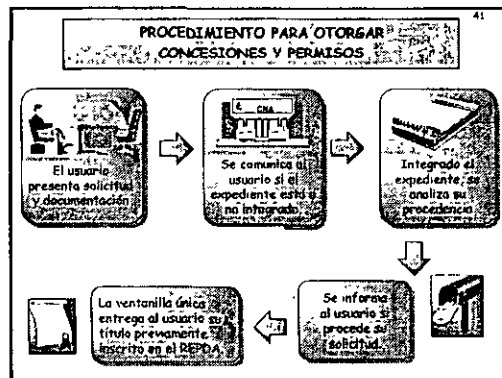 41
PROCEDIMIENTO PARA OTORGAR
CONCESIONES Y PERMISOS
El usuario
presenta solicitud
y documentación
CNA
Se comunica al
usuario si el
expediente está o
no integrado
Integrado el
expediente, se
analiza su
procedencia
Se informa
al usuario si
procede su
solicitud.
La ventanilla única
entrega al usuario su
título previamente
inscrito en el REPDA.